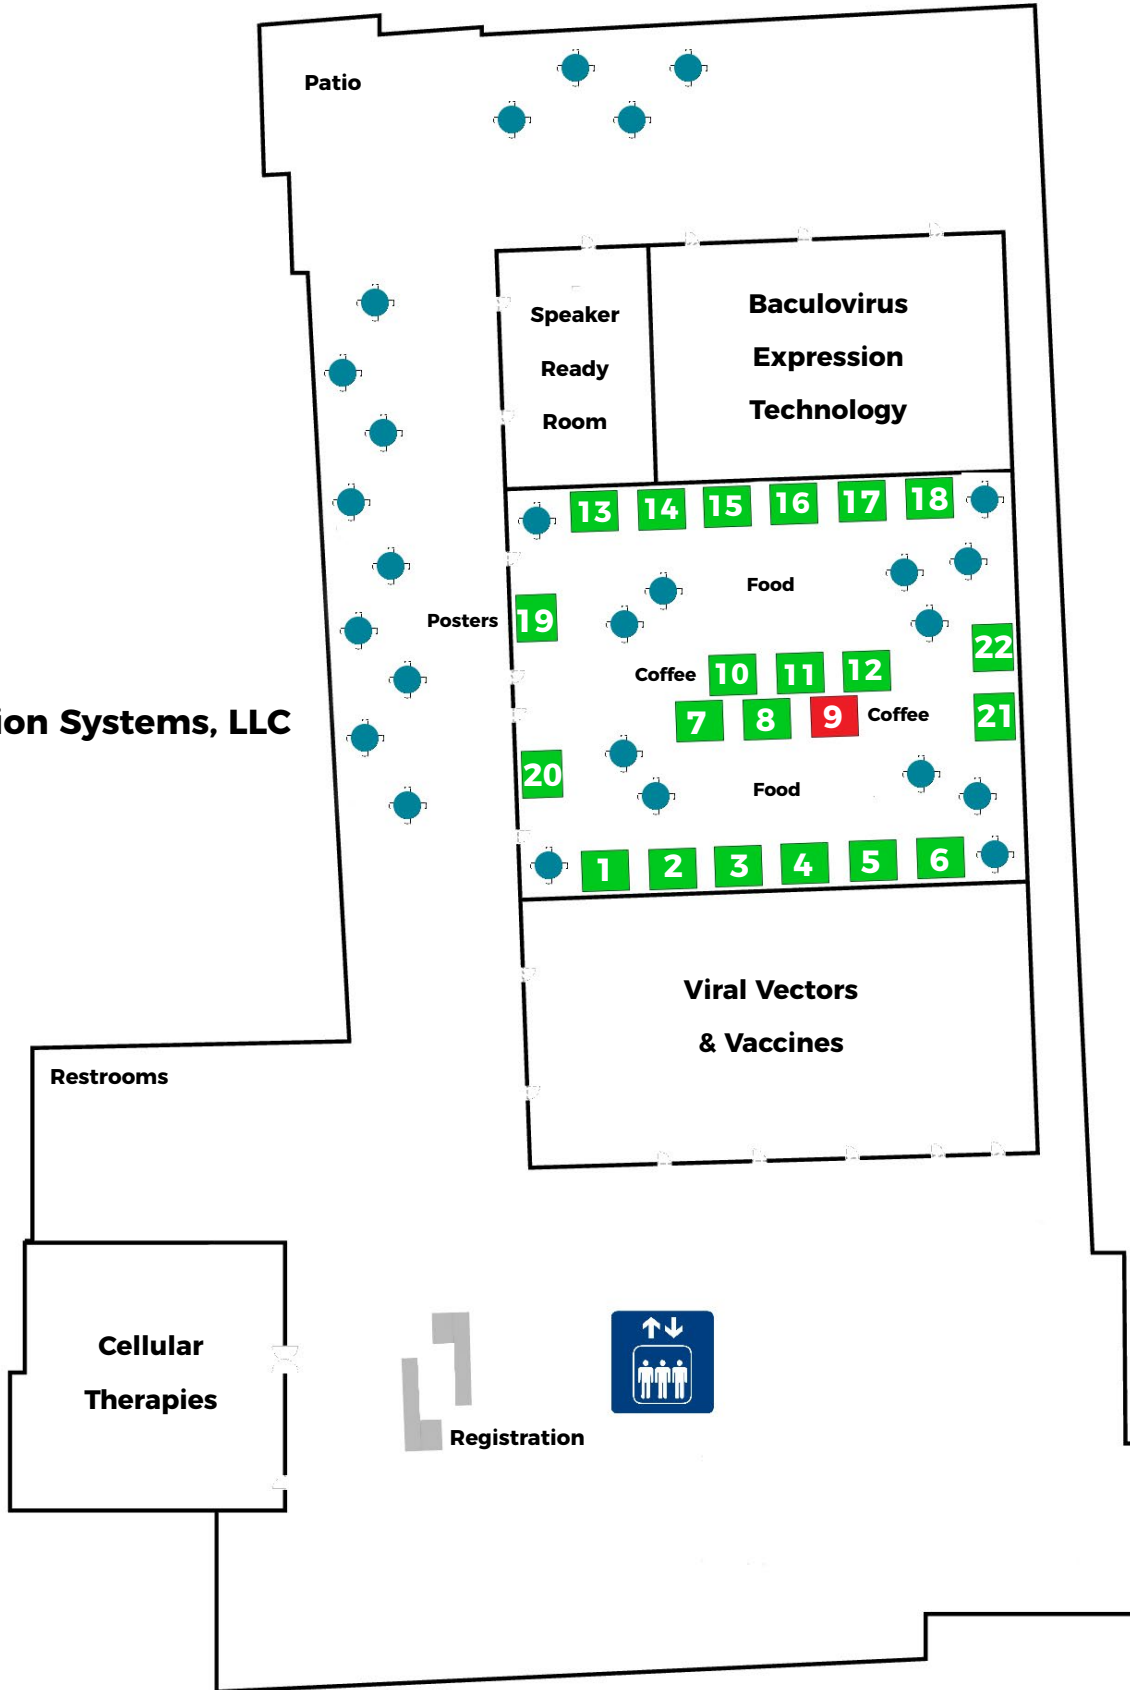 Patio
Speaker
Ready
Room
Baculovirus
Expression
Technology
13 14 15 16 17 18
Food
Posters
19
22
Coffee
10 11 12
ion Systems, LLC
7 8 9
Coffee
21
20
Food
1 2 3 4 5 6
Viral Vectors
& Vaccines
Restrooms
Cellular
Therapies
Registration